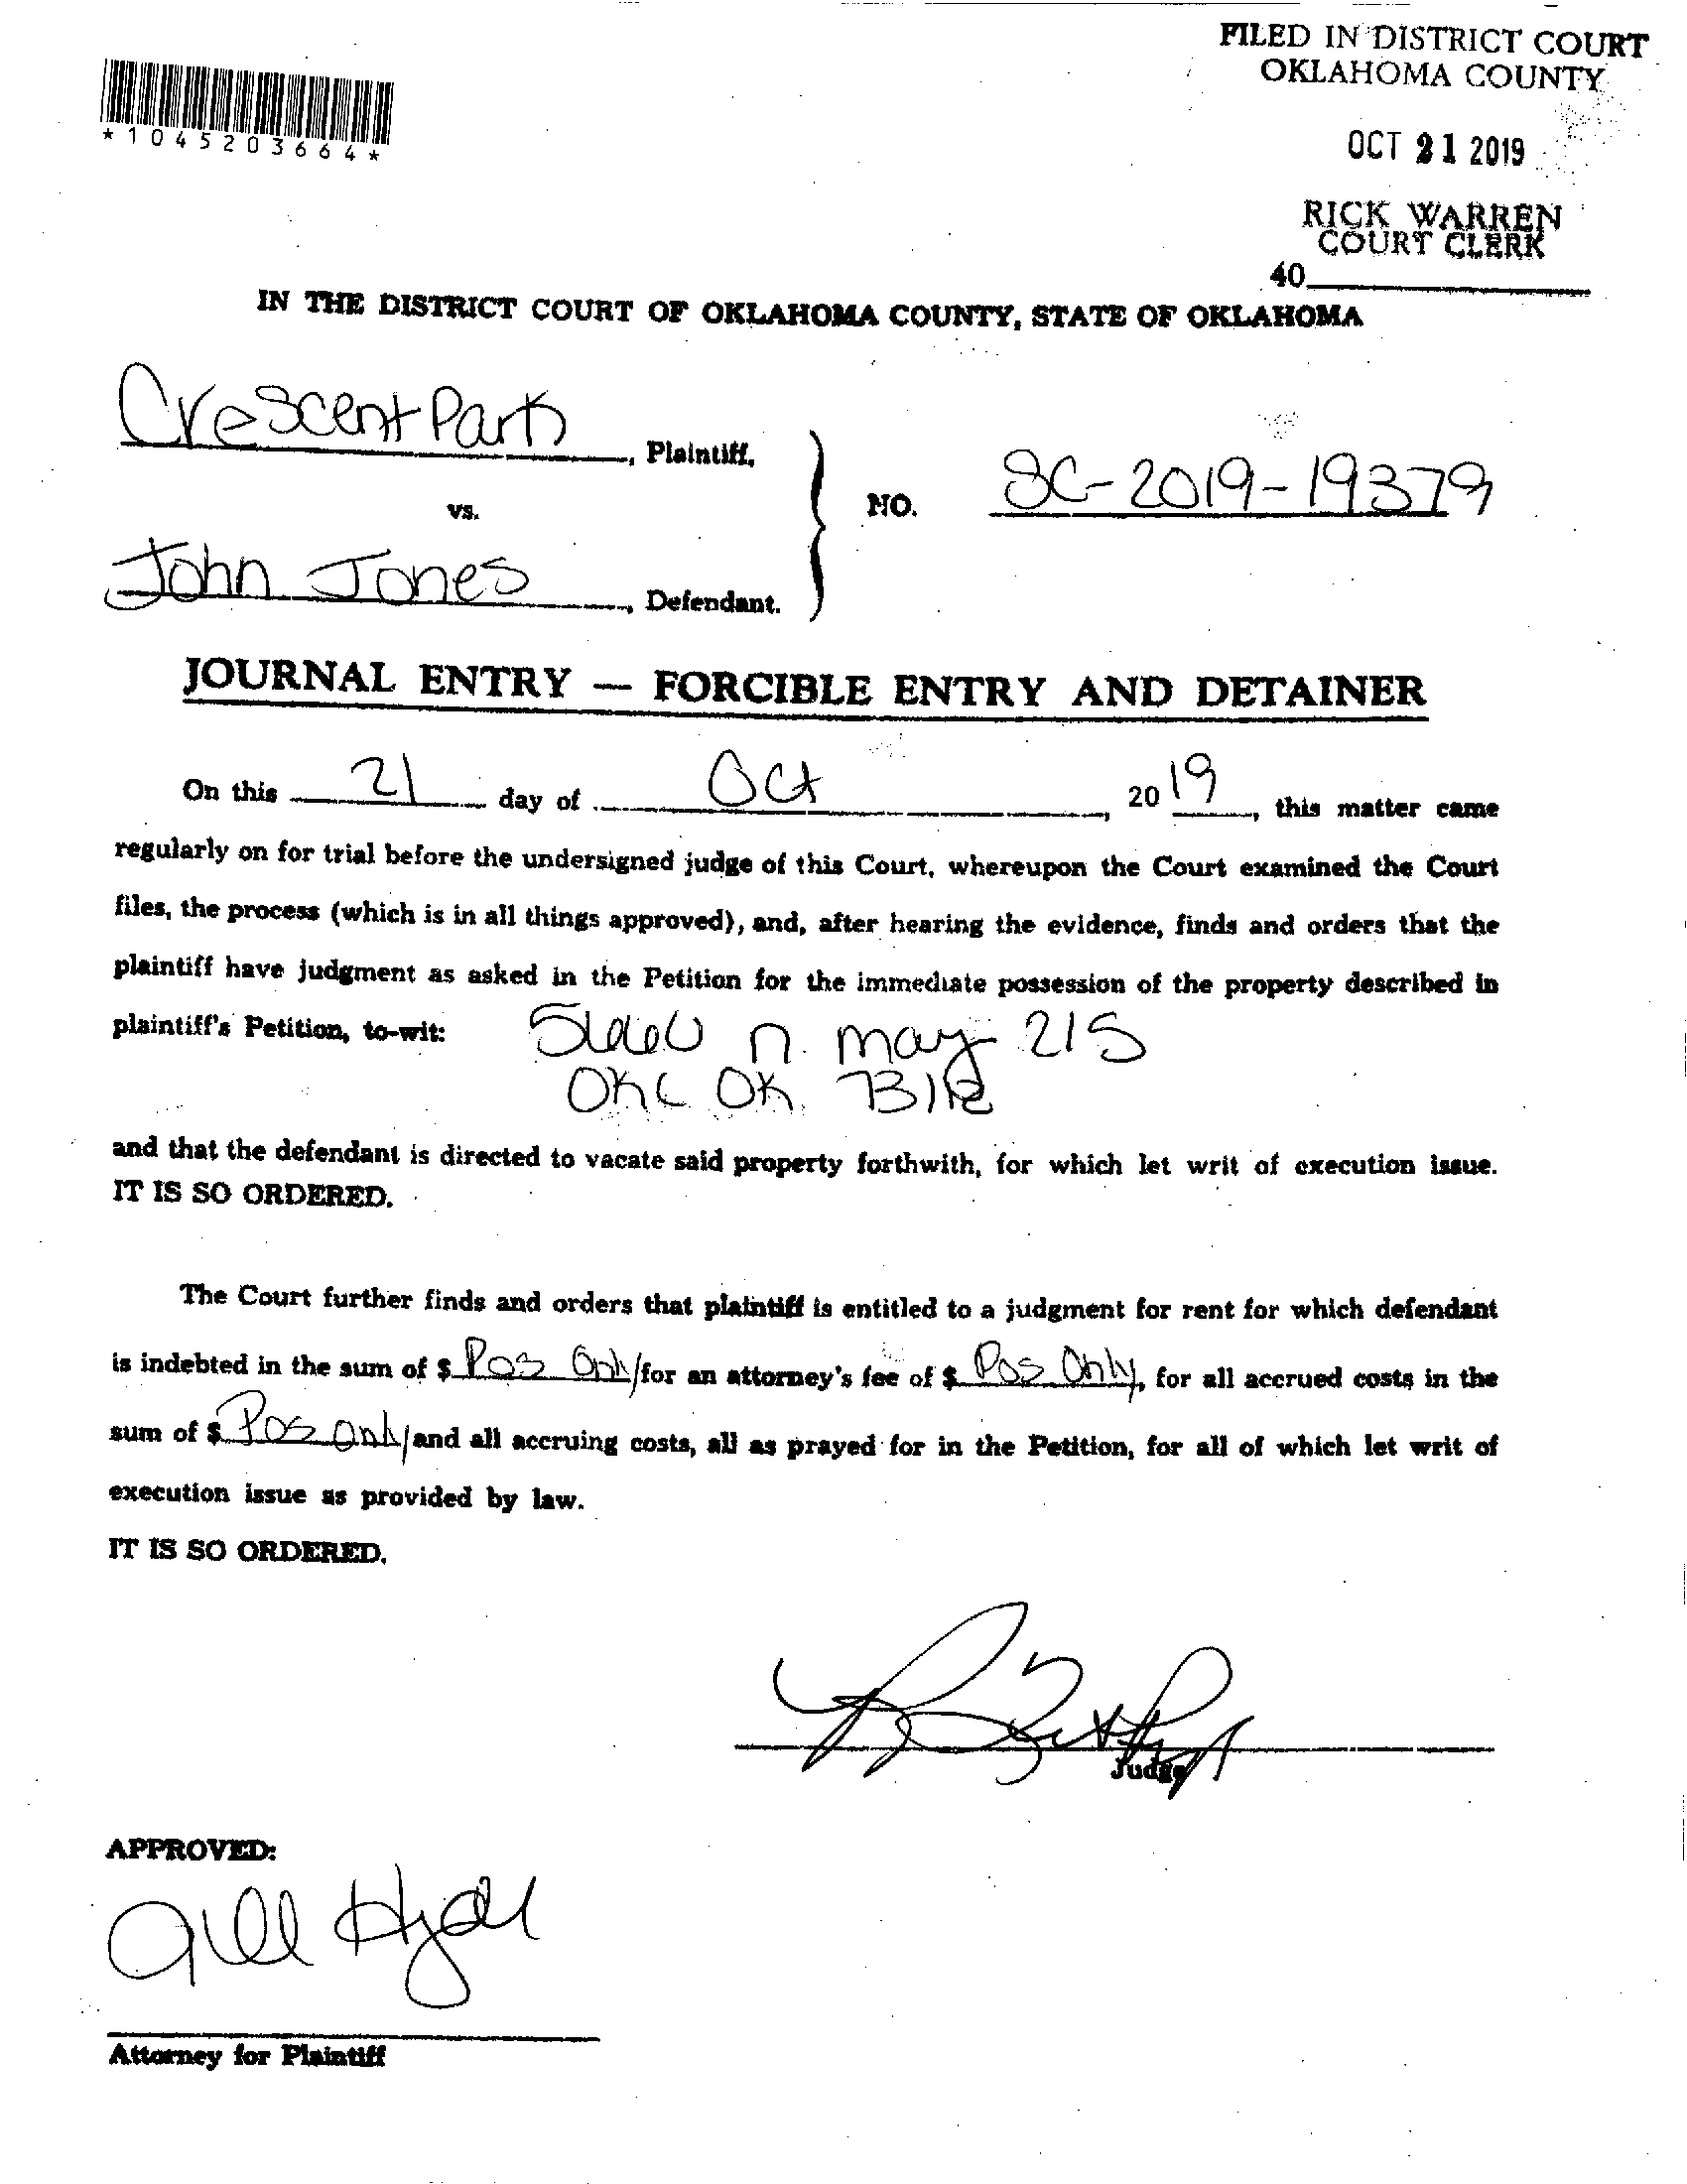 FILED IN DISTRICT COURT
OKLAHOMA COUNTY
*1045203664*
OCT 21 2019
RICK WARREN
COURT CLERK
40
IN THE DISTRICT COURT OF OKLAHOMA COUNTY, STATE OF OKLAHOMA
Crescent Park, Plaintiff,
vs.
NO. SC-2019-19379
John Jones, Defendant.
JOURNAL ENTRY — FORCIBLE ENTRY AND DETAINER
On this 21 day of Oct, 2019, this matter came
regularly on for trial before the undersigned judge of this Court, whereupon the Court examined the Court
files, the process (which is in all things approved), and, after hearing the evidence, finds and orders that the
plaintiff have judgment as asked in the Petition for the immediate possession of the property described in
plaintiff's Petition, to-wit: n. may 215
OKC OK.
and that the defendant is directed to vacate said property forthwith, for which let writ of execution issue.
IT IS SO ORDERED.
The Court further finds and orders that plaintiff is entitled to a judgment for rent for which defendant
is indebted in the sum of $ Pos Only for an attorney's fee of $ Pos Only, for all accrued costs in the
sum of $ Pos Only and all accruing costs, all as prayed for in the Petition, for all of which let writ of
execution issue as provided by law.
IT IS SO ORDERED.
Judge
APPROVED:
Attorney for Plaintiff